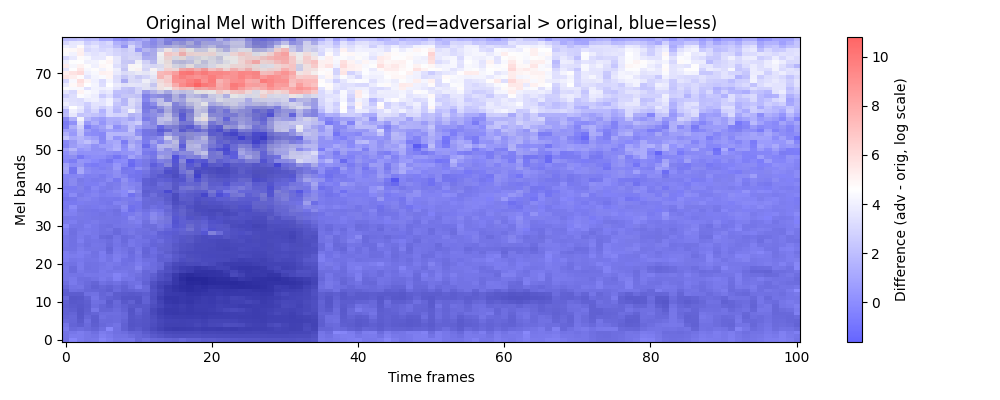 Original Mel with Differences (red=adversarial > original, blue=less)
Mel bands
70
60
50
40
30
20
10
0
0 20 40 60 80 100
Time frames
10
8
6
4
2
0
Difference (adv - orig, log scale)